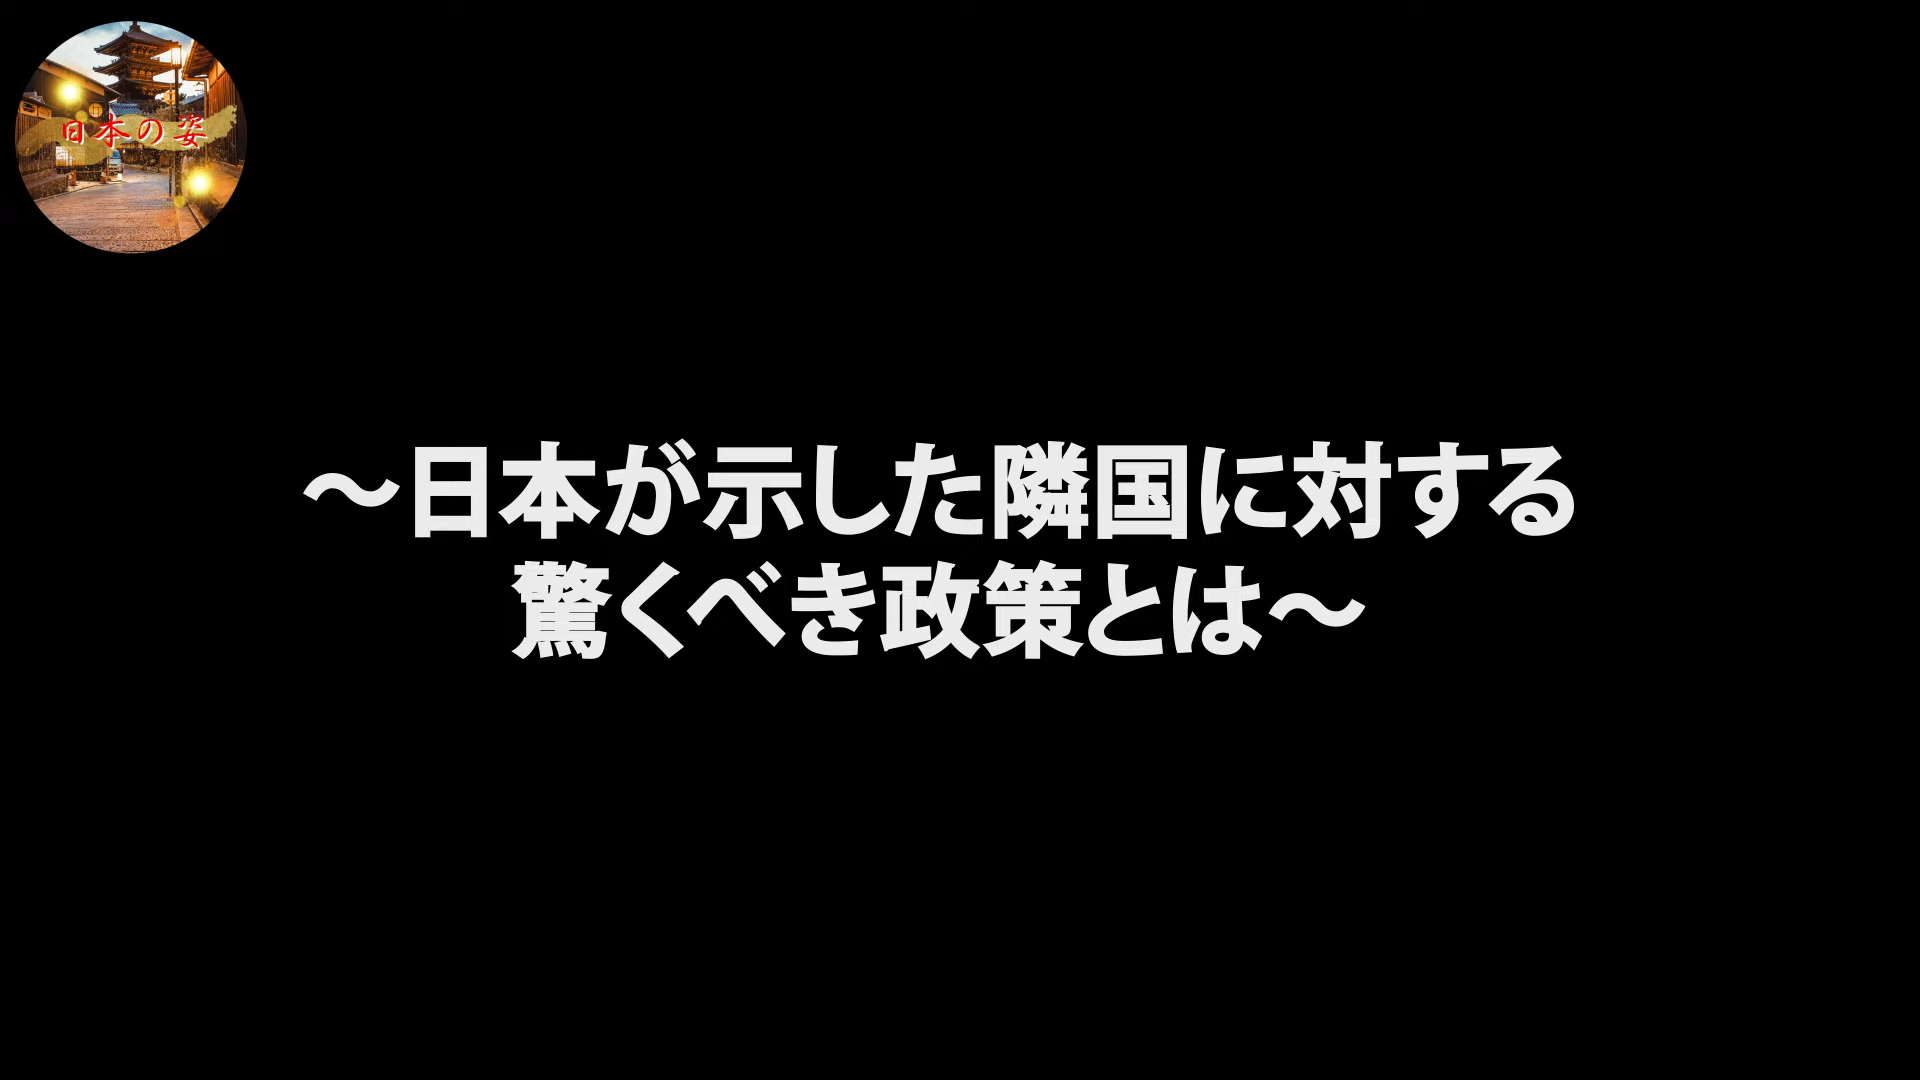 日本の姿
～日本が示した隣国に対する
驚くべき政策とは～